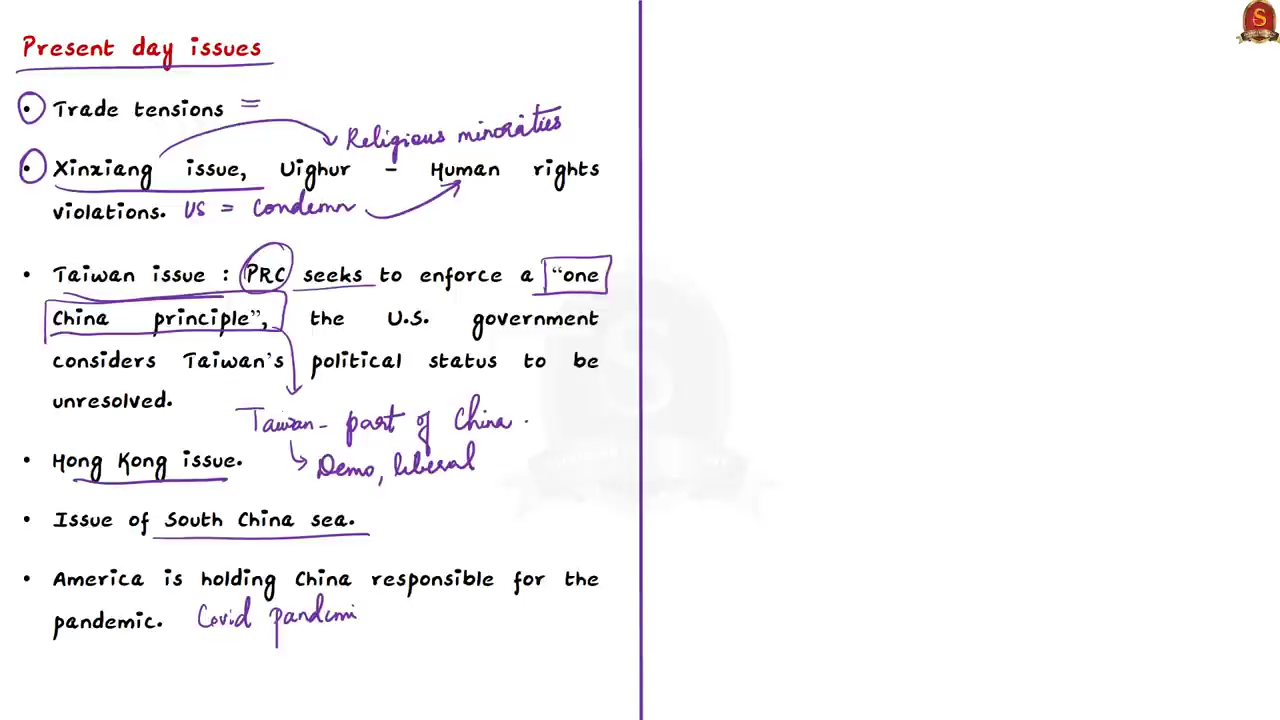 Present day issues
• Trade tensions =
Religious minorities
• Xinxiang issue, Uighur - Human rights
violations. US = Condemn
• Taiwan issue : PRC seeks to enforce a "one
China principle", the U.S. government
considers Taiwan's political status to be
unresolved.
Taiwan - part of China.
• Hong Kong issue.
Demo, liberal
• Issue of South China sea.
• America is holding China responsible for the
pandemic. Covid pandemi
S